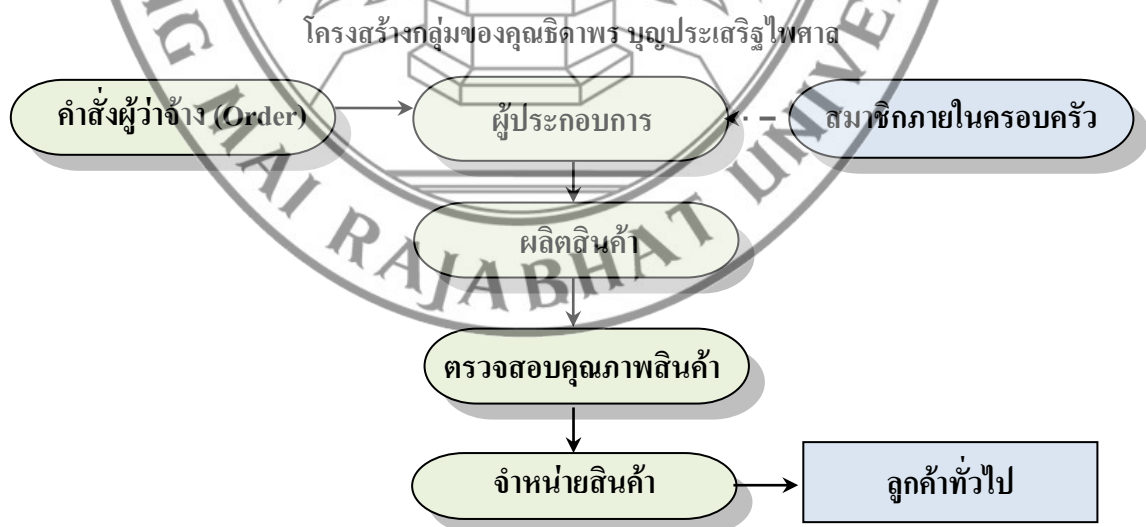 โครงสร้างกลุ่มของคุณธิดาพร บุญประเสริฐไพศาล
คำสั่งผู้ว่าจ้าง (Order)
ผู้ประกอบการ
สมาชิกภายในครอบครัว
ผลิตสินค้า
ตรวจสอบคุณภาพสินค้า
จำหน่ายสินค้า
ลูกค้าทั่วไป
NG MAI RAJABHAT UNIVE